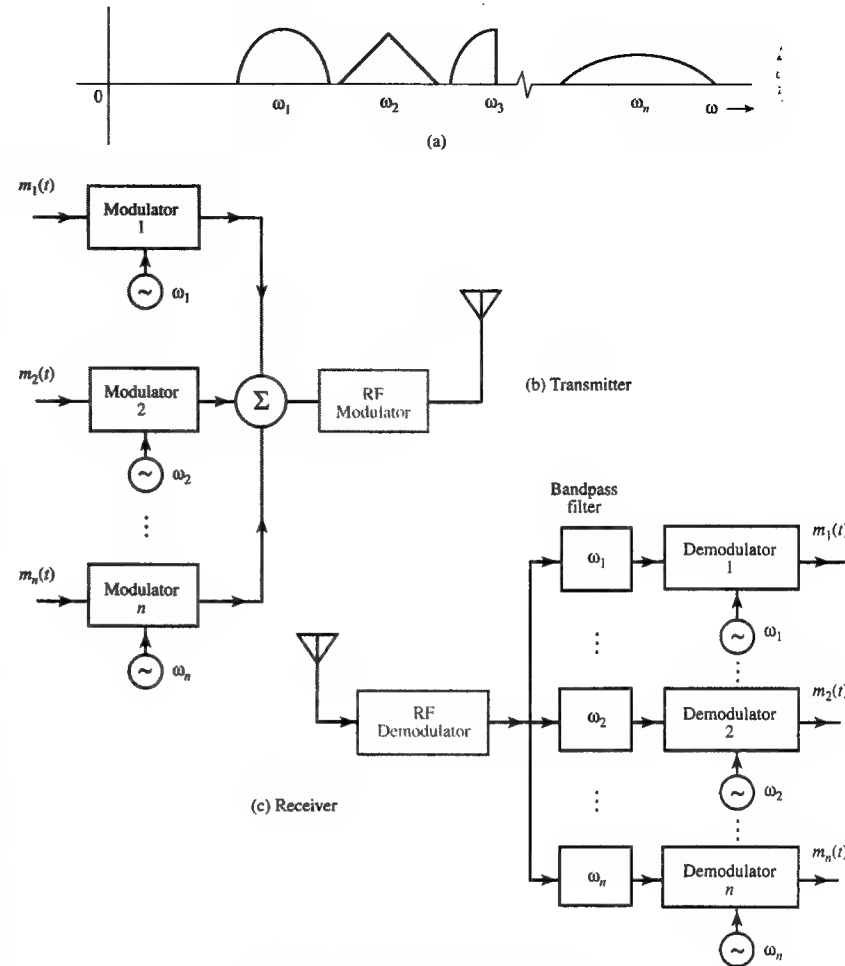 0
ω₁
ω₂
ω₃
ωₙ
ω
(a)
m₁(t)
Modulator
1
ω₁
m₂(t)
Modulator
2
ω₂
Σ
RF
Modulator
(b) Transmitter
mₙ(t)
Modulator
n
ωₙ
Bandpass
filter
ω₁
Demodulator
1
m₁(t)
ω₁
RF
Demodulator
ω₂
Demodulator
2
m₂(t)
ω₂
(c) Receiver
ωₙ
Demodulator
n
mₙ(t)
ωₙ